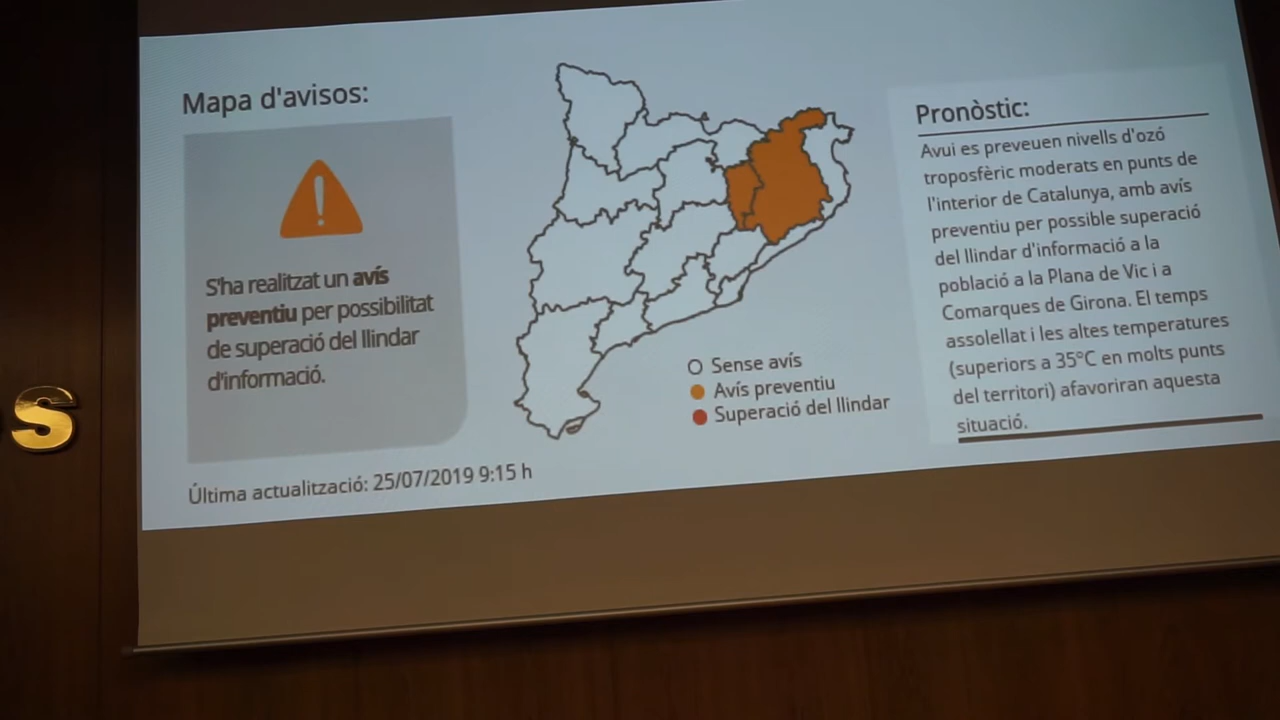 Mapa d'avisos:
S'ha realitzat un avís
preventiu per possibilitat
de superació del llindar
d'informació.
Última actualització: 25/07/2019 9:15 h
Sense avís
Avís preventiu
Superació del llindar
Pronòstic:
Avui es preveuen nivells d'ozó
troposfèric moderats en punts de
l'interior de Catalunya, amb avís
preventiu per possible superació
del llindar d'informació a la
població a la Plana de Vic i a
Comarques de Girona. El temps
assolellat i les altes temperatures
(superiors a 35ºC en molts punts
del territori) afavoriran aquesta
situació.
S